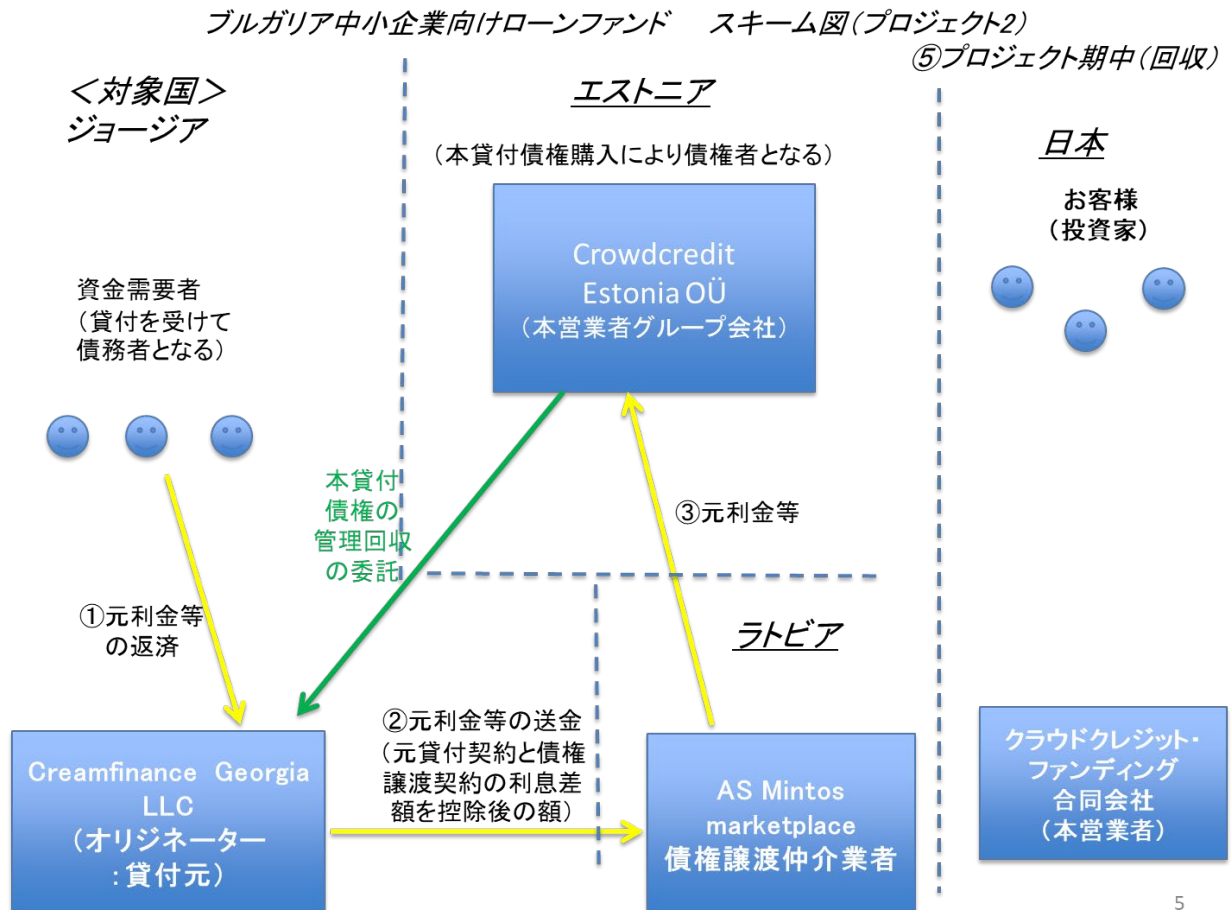 ブルガリア中小企業向けローンファンド　スキーム図(プロジェクト2)
⑤プロジェクト期中(回収)
＜対象国＞
ジョージア
エストニア
日本
(本貸付債権購入により債権者となる)
お客様
(投資家)
Crowdcredit
Estonia OÜ
(本営業者グループ会社)
資金需要者
(貸付を受けて
債務者となる)
本貸付
債権の
管理回収
の委託
③元利金等
①元利金等
の返済
ラトビア
②元利金等の送金
(元貸付契約と債権
譲渡契約の利息差
額を控除後の額)
Creamfinance Georgia
LLC
(オリジネーター
:貸付元)
AS Mintos
marketplace
債権譲渡仲介業者
クラウドクレジット・
ファンディング
合同会社
(本営業者)
5